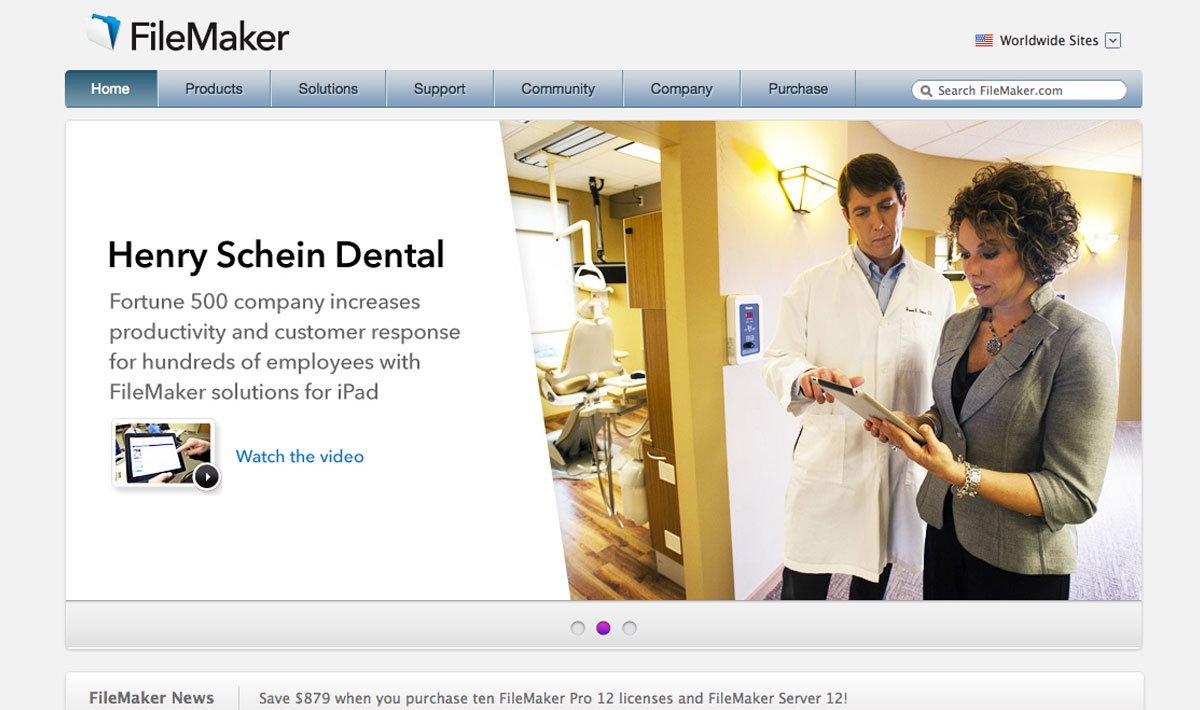 FileMaker
Worldwide Sites
Home Products Solutions Support Community Company Purchase Search FileMaker.com
Henry Schein Dental
Fortune 500 company increases
productivity and customer response
for hundreds of employees with
FileMaker solutions for iPad
Watch the video
FileMaker News Save $879 when you purchase ten FileMaker Pro 12 licenses and FileMaker Server 12!